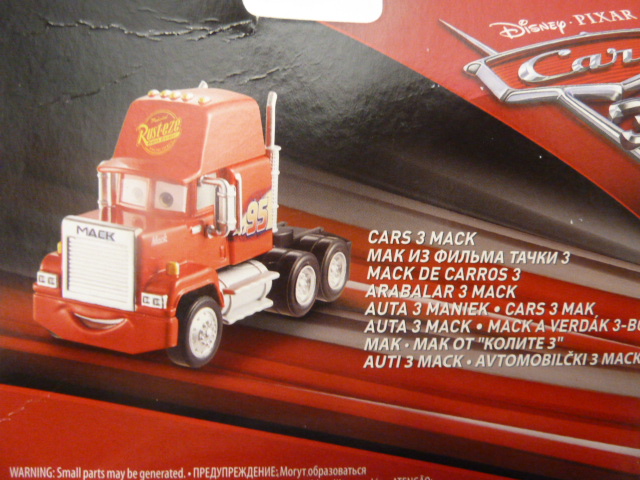 Disney · PIXAR
Cars
Rust-eze
MACK
Mack
95
CARS 3 MACK
МАК ИЗ ФИЛЬМА ТАЧКИ 3
MACK DE CARROS 3
ARABALAR 3 MACK
AUTA 3 MANIEK • CARS 3 MAK
AUTA 3 MACK • MACK A VERDÁK 3-BÓ
МАК · МАК ОТ "КОЛИТЕ 3"
AUTI 3 MACK · AVTOMOBILČKI 3 MACK
WARNING: Small parts may be generated. • ПРЕДУПРЕЖДЕНИЕ: Могут образоваться